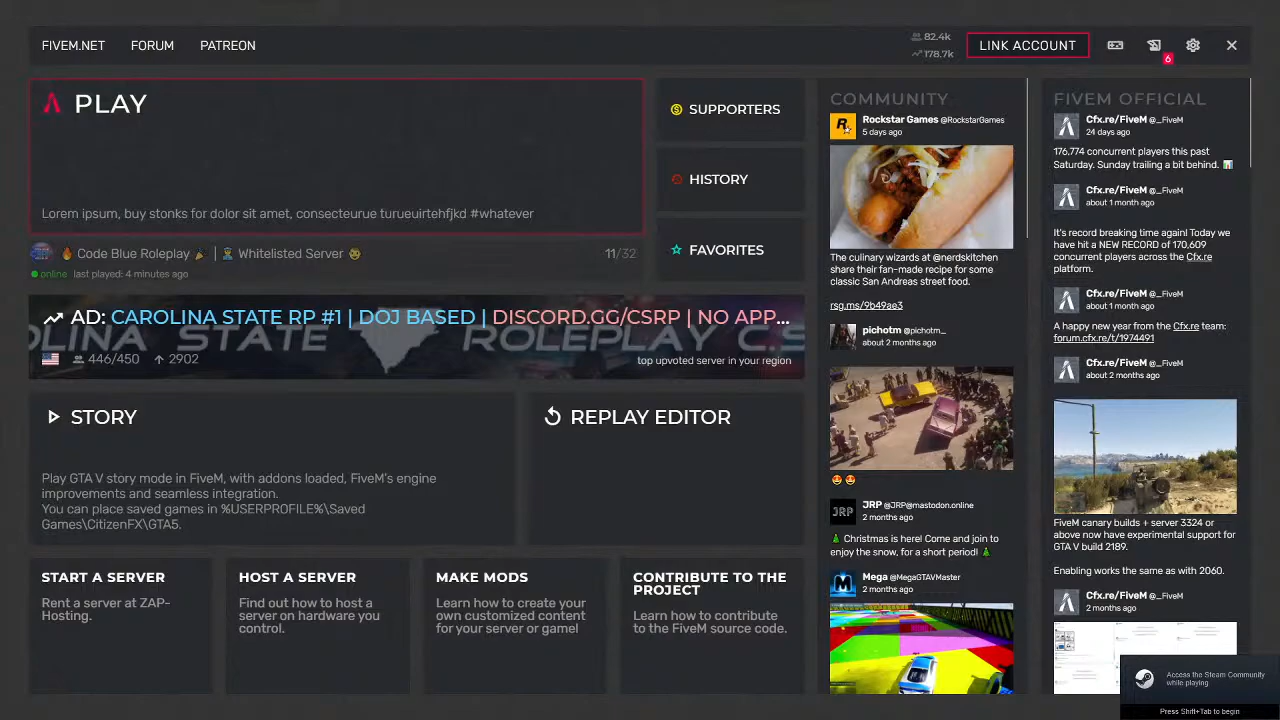 FIVEM.NET
FORUM
PATREON
82.4k
178.7k
LINK ACCOUNT
6
PLAY
Lorem ipsum, buy stonks for dolor sit amet, consecteurue turueuirtehfjkd #whatever
🔥 Code Blue Roleplay 🎉 | 👮 Whitelisted Server 👮 11/32
online last played: 4 minutes ago
SUPPORTERS
HISTORY
FAVORITES
AD: CAROLINA STATE RP #1 | DOJ BASED | DISCORD.GG/CSRP | NO APP...
OLINA STATE ROLEPLAY C.S
446/450 2902
top upvoted server in your region
STORY
Play GTA V story mode in FiveM, with addons loaded, FiveM's engine
improvements and seamless integration.
You can place saved games in %USERPROFILE%\Saved
Games\CitizenFX\GTA5.
REPLAY EDITOR
START A SERVER
Rent a server at ZAP-
Hosting.
HOST A SERVER
Find out how to host a
server on hardware you
control.
MAKE MODS
Learn how to create your
own customized content
for your server or game!
CONTRIBUTE TO THE
PROJECT
Learn how to contribute
to the FiveM source code
COMMUNITY
Rockstar Games @RockstarGames
5 days ago
The culinary wizards at @nerdskitchen
share their fan-made recipe for some
classic San Andreas street food.
rsg.ms/9b49ae3
pichotm @pichotm_
about 2 months ago
🤩 🤩
JRP
JRP @JRP@mastodon.online
2 months ago
🎄 Christmas is here! Come and join to
enjoy the snow, for a short period! 🎄
Mega @MegaGTAVMaster
2 months ago
FIVEM OFFICIAL
Cfx.re/FiveM @_FiveM
24 days ago
176,774 concurrent players this past
Saturday. Sunday trailing a bit behind. 📊
Cfx.re/FiveM @_FiveM
about 1 month ago
It's record breaking time again! Today we
have hit a NEW RECORD of 170,609
concurrent players across the Cfx.re
platform.
Cfx.re/FiveM @_FiveM
about 1 month ago
A happy new year from the Cfx.re team:
forum.cfx.re/t/1974491
Cfx.re/FiveM @_FiveM
about 2 months ago
FiveM canary builds + server 3324 or
above now have experimental support for
GTA V build 2189.
Enabling works the same as with 2060.
Cfx.re/FiveM @_FiveM
2 months ago
Access the Steam Community
while playing
Press Shift+Tab to begin